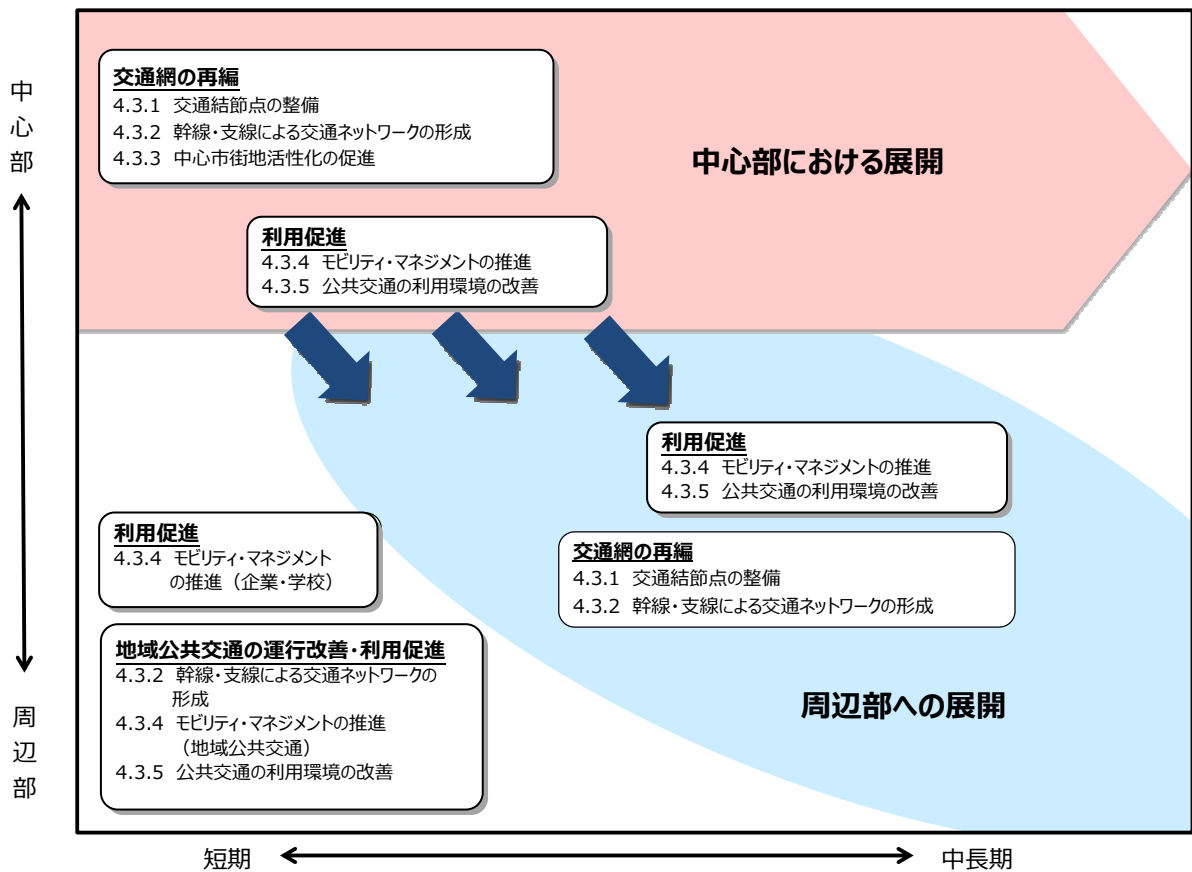 中心部
交通網の再編
4.3.1 交通結節点の整備
4.3.2 幹線・支線による交通ネットワークの形成
4.3.3 中心市街地活性化の促進
中心部における展開
利用促進
4.3.4 モビリティ・マネジメントの推進
4.3.5 公共交通の利用環境の改善
利用促進
4.3.4 モビリティ・マネジメントの推進
4.3.5 公共交通の利用環境の改善
利用促進
4.3.4 モビリティ・マネジメント
の推進（企業・学校）
交通網の再編
4.3.1 交通結節点の整備
4.3.2 幹線・支線による交通ネットワークの形成
地域公共交通の運行改善・利用促進
4.3.2 幹線・支線による交通ネットワークの
形成
4.3.4 モビリティ・マネジメントの推進
（地域公共交通）
4.3.5 公共交通の利用環境の改善
周辺部への展開
周辺部
短期
中長期